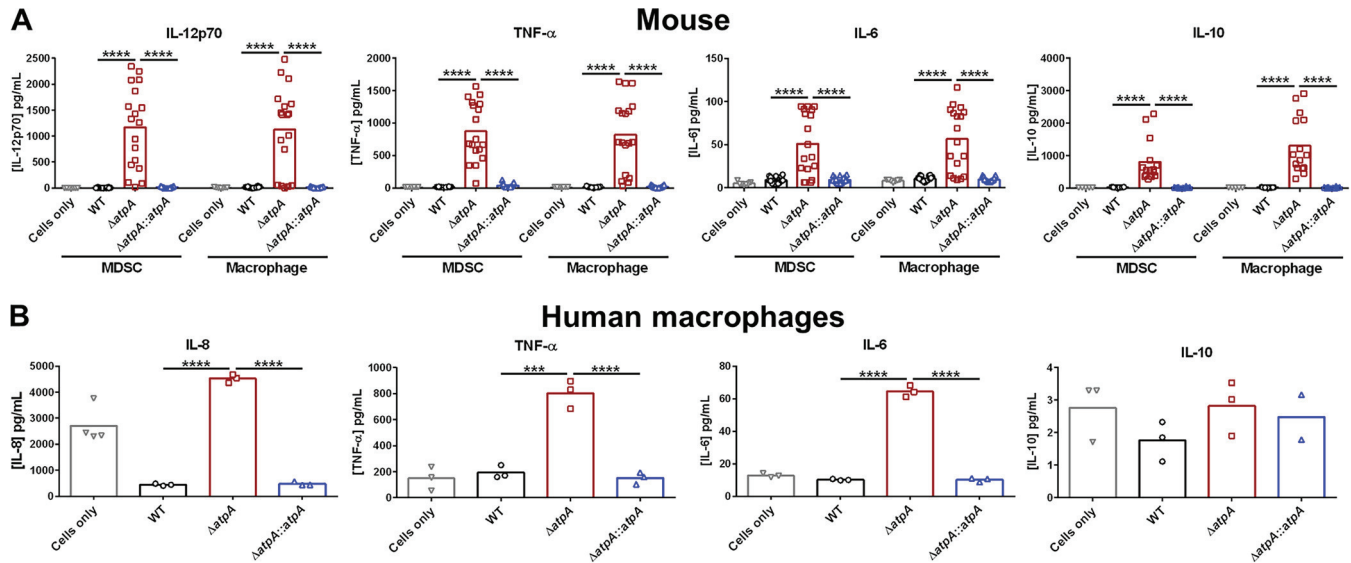 A
Mouse
IL-12p70
[IL-12p70] pg/mL
2500
2000
1500
1000
500
0
**** ****
**** ****
Cells only
WT
ΔatpA
ΔatpA::atpA
Cells only
WT
ΔatpA
ΔatpA::atpA
MDSC
Macrophage
TNF-α
[TNF-α] pg/mL
2000
1500
1000
500
0
**** ****
**** ****
Cells only
WT
ΔatpA
ΔatpA::atpA
Cells only
WT
ΔatpA
ΔatpA::atpA
MDSC
Macrophage
IL-6
[IL-6] pg/mL
150
100
50
0
**** ****
**** ****
Cells only
WT
ΔatpA
ΔatpA::atpA
Cells only
WT
ΔatpA
ΔatpA::atpA
MDSC
Macrophage
IL-10
[IL-10 pg/mL]
4000
3000
2000
1000
0
**** ****
**** ****
Cells only
WT
ΔatpA
ΔatpA::atpA
Cells only
WT
ΔatpA
ΔatpA::atpA
MDSC
Macrophage
B
Human macrophages
IL-8
[IL-8] pg/mL
5000
4000
3000
2000
1000
0
**** ****
Cells only
WT
ΔatpA
ΔatpA::atpA
TNF-α
[TNF-α] pg/mL
1000
800
600
400
200
0
*** ****
Cells only
WT
ΔatpA
ΔatpA::atpA
IL-6
[IL-6] pg/mL
80
60
40
20
0
**** ****
Cells only
WT
ΔatpA
ΔatpA::atpA
IL-10
[IL-10] pg/mL
4
3
2
1
0
Cells only
WT
ΔatpA
ΔatpA::atpA